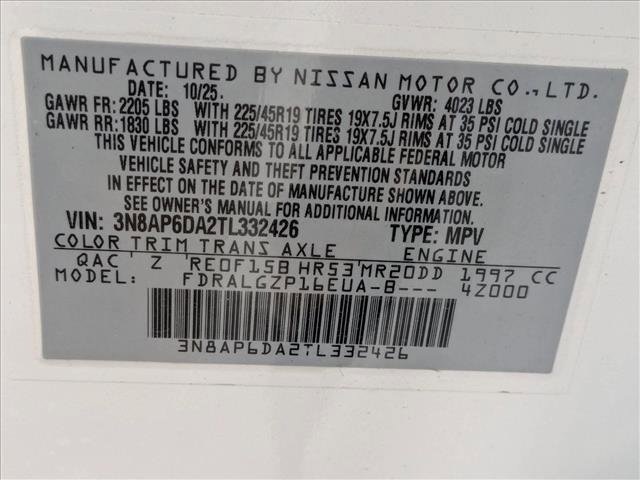 MANUFACTURED BY NISSAN MOTOR CO.,LTD.
DATE: 10/25. GVWR: 4023 LBS
GAWR FR: 2205 LBS WITH 225/45R19 TIRES 19X7.5J RIMS AT 35 PSI COLD SINGLE
GAWR RR: 1830 LBS WITH 225/45R19 TIRES 19X7.5J RIMS AT 35 PSI COLD SINGLE
THIS VEHICLE CONFORMS TO ALL APPLICABLE FEDERAL MOTOR
VEHICLE SAFETY AND THEFT PREVENTION STANDARDS
IN EFFECT ON THE DATE OF MANUFACTURE SHOWN ABOVE.
SEE OWNER'S MANUAL FOR ADDITIONAL INFORMATION.
VIN: 3N8AP6DA2TL332426 TYPE: MPV
COLOR TRIM TRANS AXLE ENGINE
QAC' Z 'RE0F15B HR53'MR20DD 1997 CC
MODEL: FDRALGZP16EUA-B--- 4Z000
3N8AP6DA2TL332426